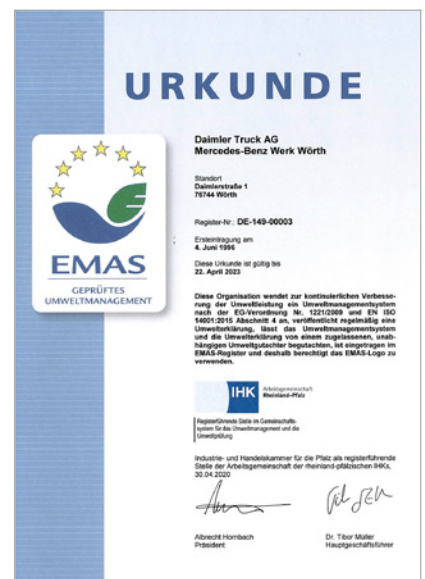 URKUNDE
Daimler Truck AG
Mercedes-Benz Werk Wörth
Standort
Daimlerstraße 1
76744 Wörth
Register-Nr.: DE-149-00003
Ersteintragung am
4. Juni 1996
Diese Urkunde ist gültig bis
22. April 2023
EMAS
GEPRÜFTES
UMWELTMANAGEMENT
Diese Organisation wendet zur kontinuierlichen Verbesse-
rung der Umweltleistung ein Umweltmanagementsystem
nach der EG-Verordnung Nr. 1221/2009 und EN ISO
14001:2015 Abschnitt 4 an, veröffentlicht regelmäßig eine
Umwelterklärung, lässt das Umweltmanagementsystem
und die Umwelterklärung von einem zugelassenen, unab-
hängigen Umweltgutachter begutachten, ist eingetragen im
EMAS-Register und deshalb berechtigt das EMAS-Logo zu
verwenden.
IHK
Arbeitsgemeinschaft
Rheinland-Pfalz
Registerführende Stelle im Gemeinschafts-
system für das Umweltmanagement und die
Umweltprüfung
Industrie- und Handelskammer für die Pfalz als registerführende
Stelle der Arbeitsgemeinschaft der rheinland-pfälzischen IHKs,
30.04.2020
Albrecht Hornbach
Präsident
Dr. Tibor Müller
Hauptgeschäftsführer